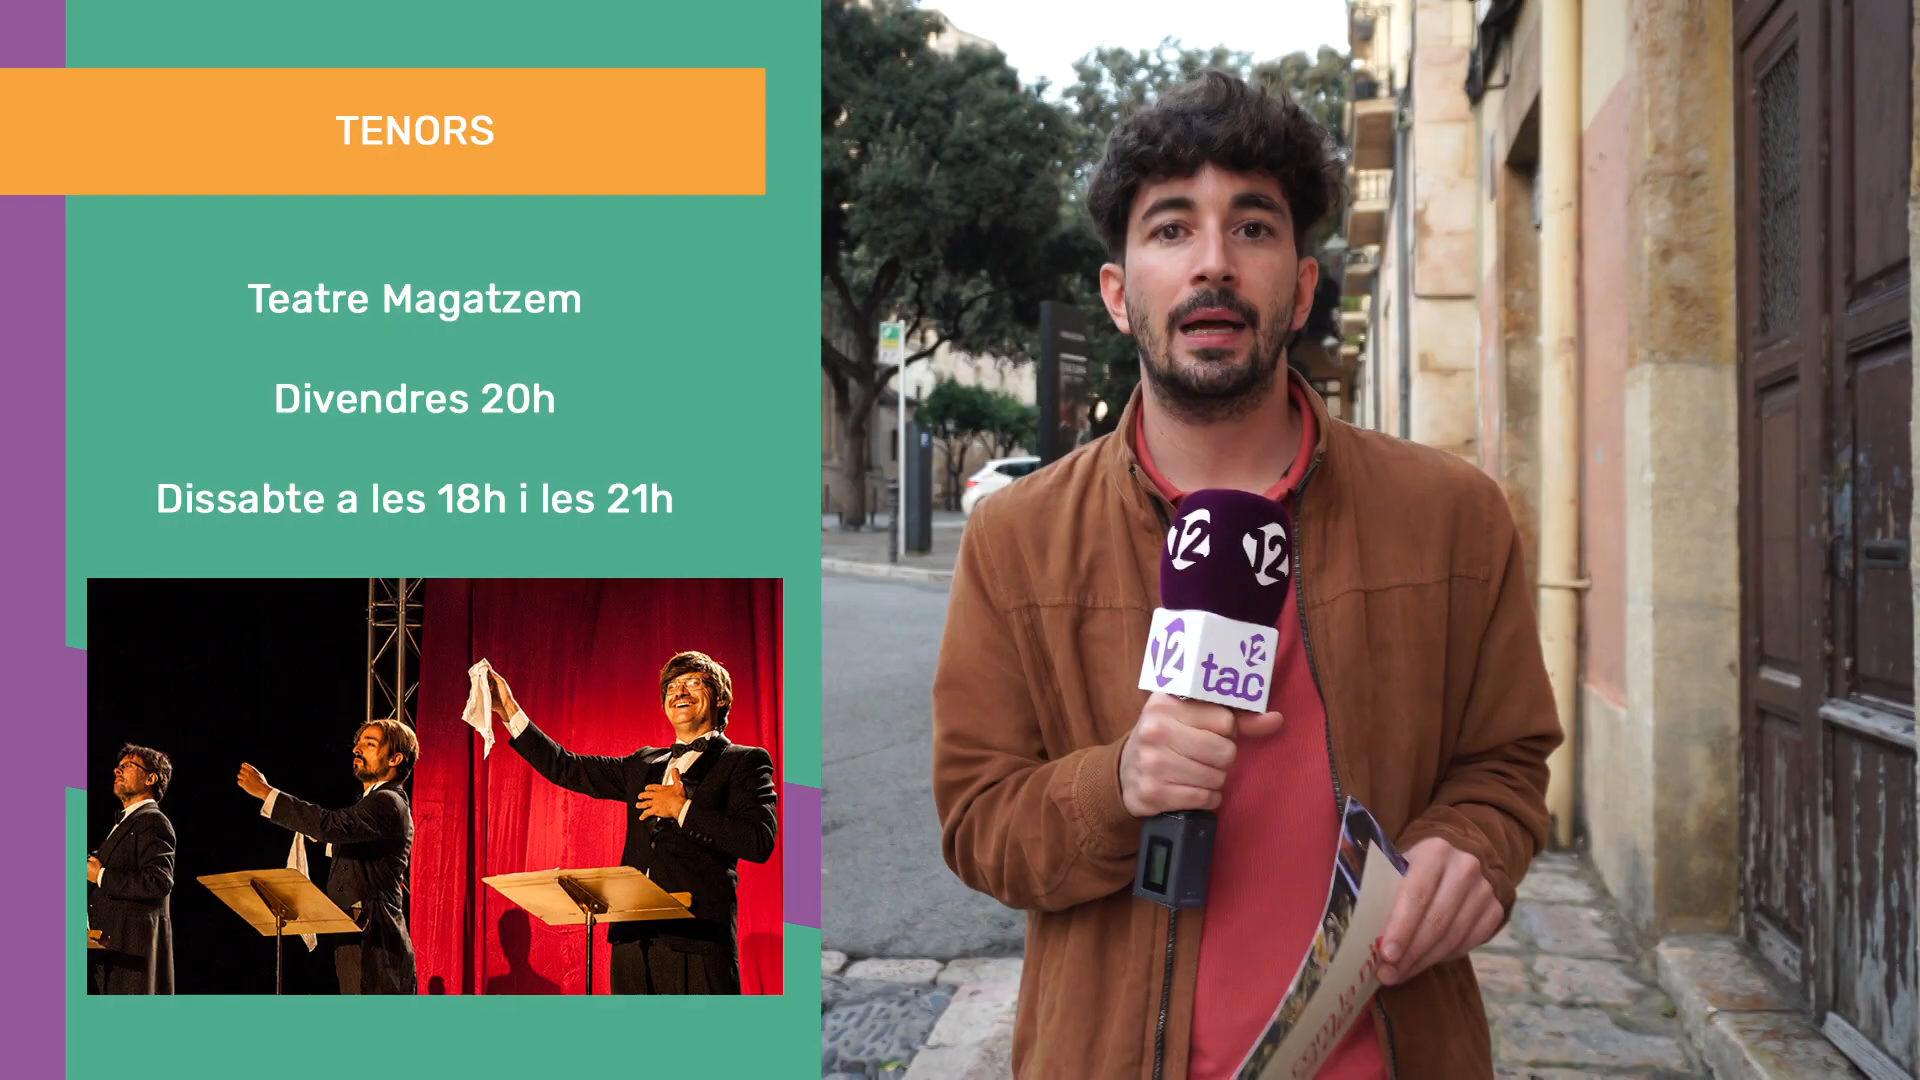 TENORS
Teatre Magatzem
Divendres 20h
Dissabte a les 18h i les 21h
12
12
12
12
tac